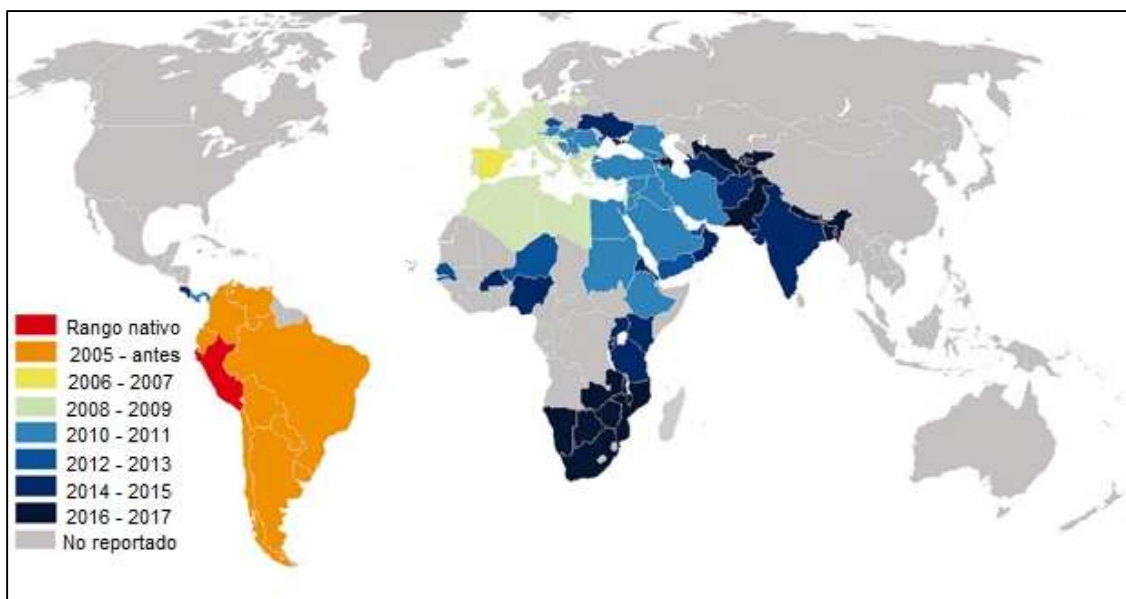 Rango nativo
2005 - antes
2006 - 2007
2008 - 2009
2010 - 2011
2012 - 2013
2014 - 2015
2016 - 2017
No reportado